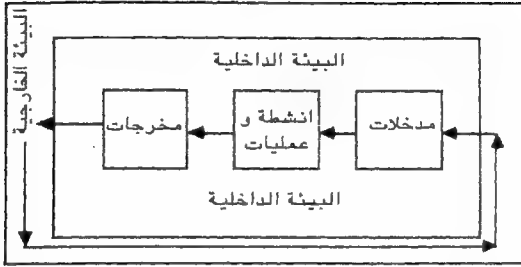 البيئة الخارجية
البيئة الداخلية
مدخلات
انشطة و
عمليات
مخرجات
البيئة الداخلية